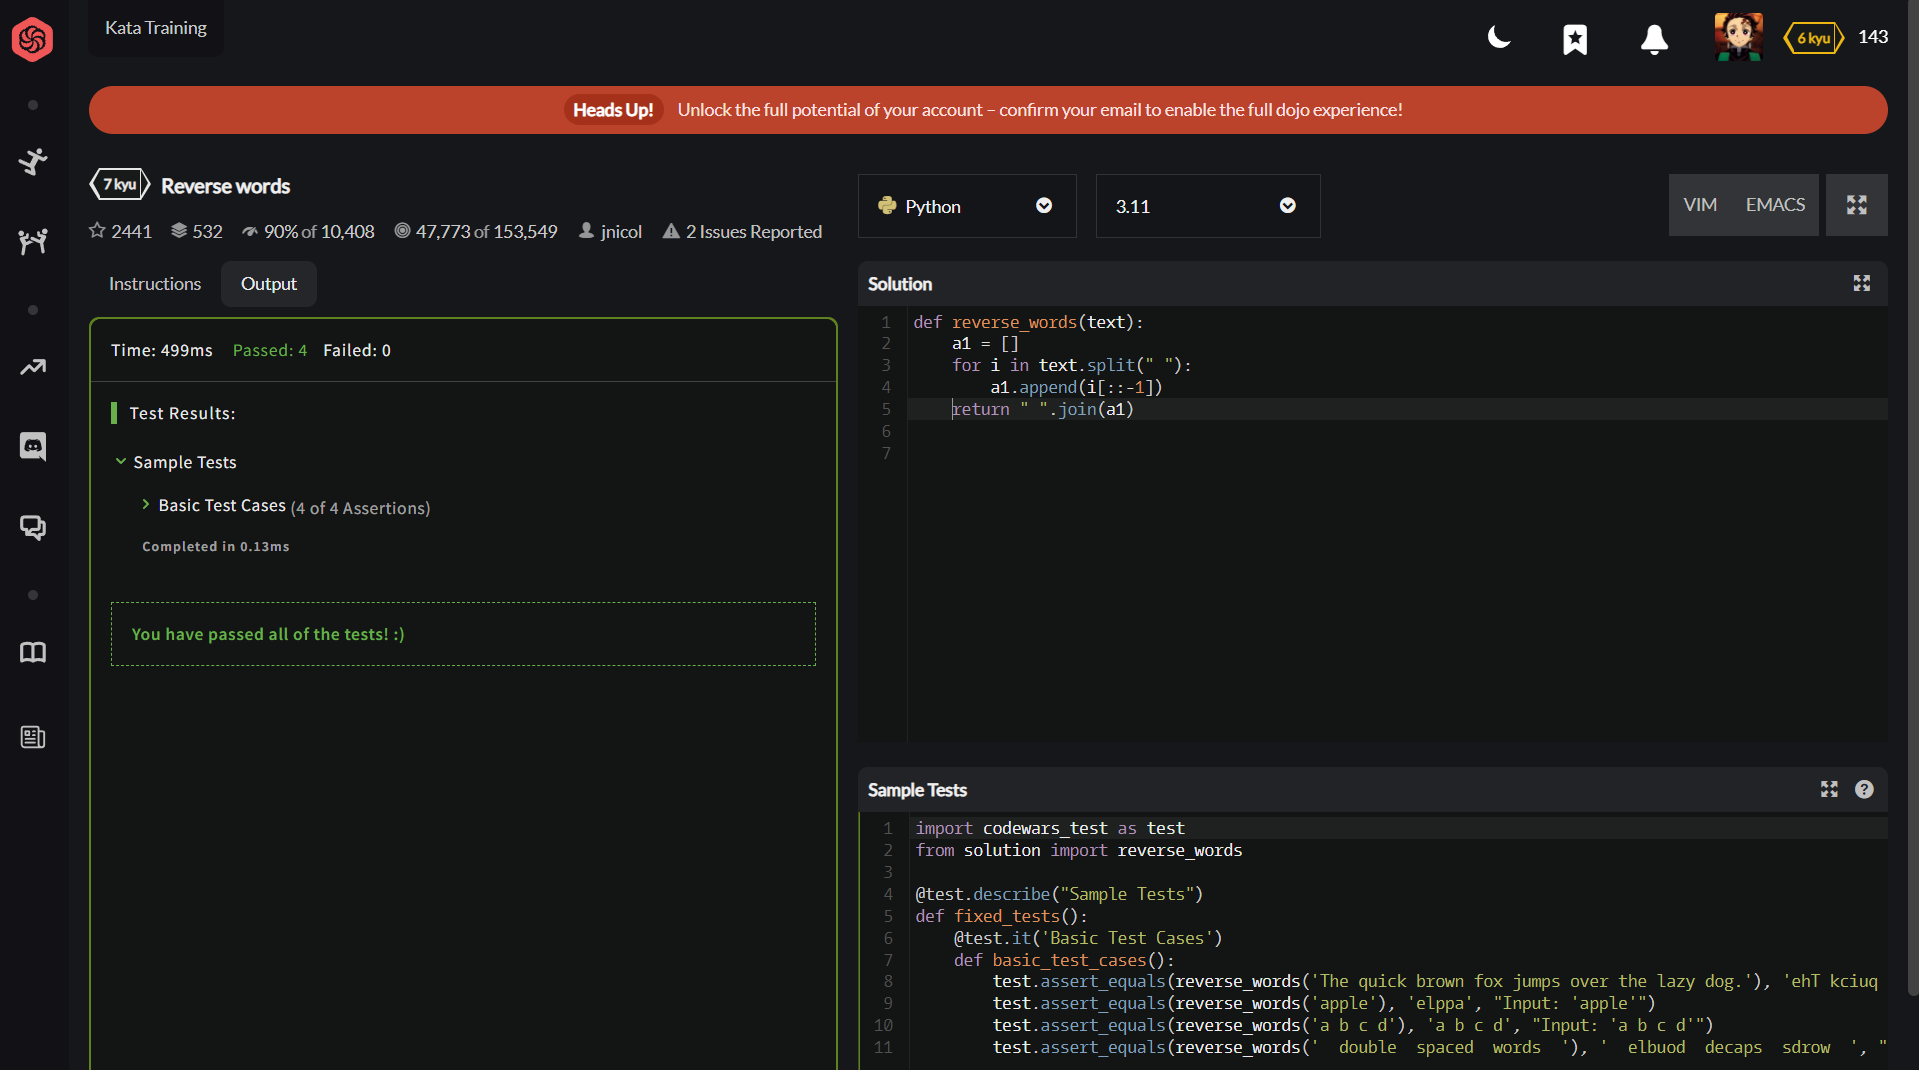 Kata Training
6 kyu 143
Heads Up! Unlock the full potential of your account – confirm your email to enable the full dojo experience!
7 kyu Reverse words
2441 532 90% of 10,408 47,773 of 153,549 jnicol 2 Issues Reported
Python 3.11 VIM EMACS
Instructions Output
Time: 499ms Passed: 4 Failed: 0
Test Results:
Sample Tests
Basic Test Cases (4 of 4 Assertions)
Completed in 0.13ms
You have passed all of the tests! :)
Solution
1 def reverse_words(text):
2     a1 = []
3     for i in text.split(" "):
4         a1.append(i[::-1])
5     return " ".join(a1)
6
7
Sample Tests
1 import codewars_test as test
2 from solution import reverse_words
3
4 @test.describe("Sample Tests")
5 def fixed_tests():
6     @test.it('Basic Test Cases')
7     def basic_test_cases():
8         test.assert_equals(reverse_words('The quick brown fox jumps over the lazy dog.'), 'ehT kciuq
9         test.assert_equals(reverse_words('apple'), 'elppa', "Input: 'apple'")
10         test.assert_equals(reverse_words('a b c d'), 'a b c d', "Input: 'a b c d'")
11         test.assert_equals(reverse_words('  double  spaced  words  '), '  elbuod  decaps  sdrow  ', "